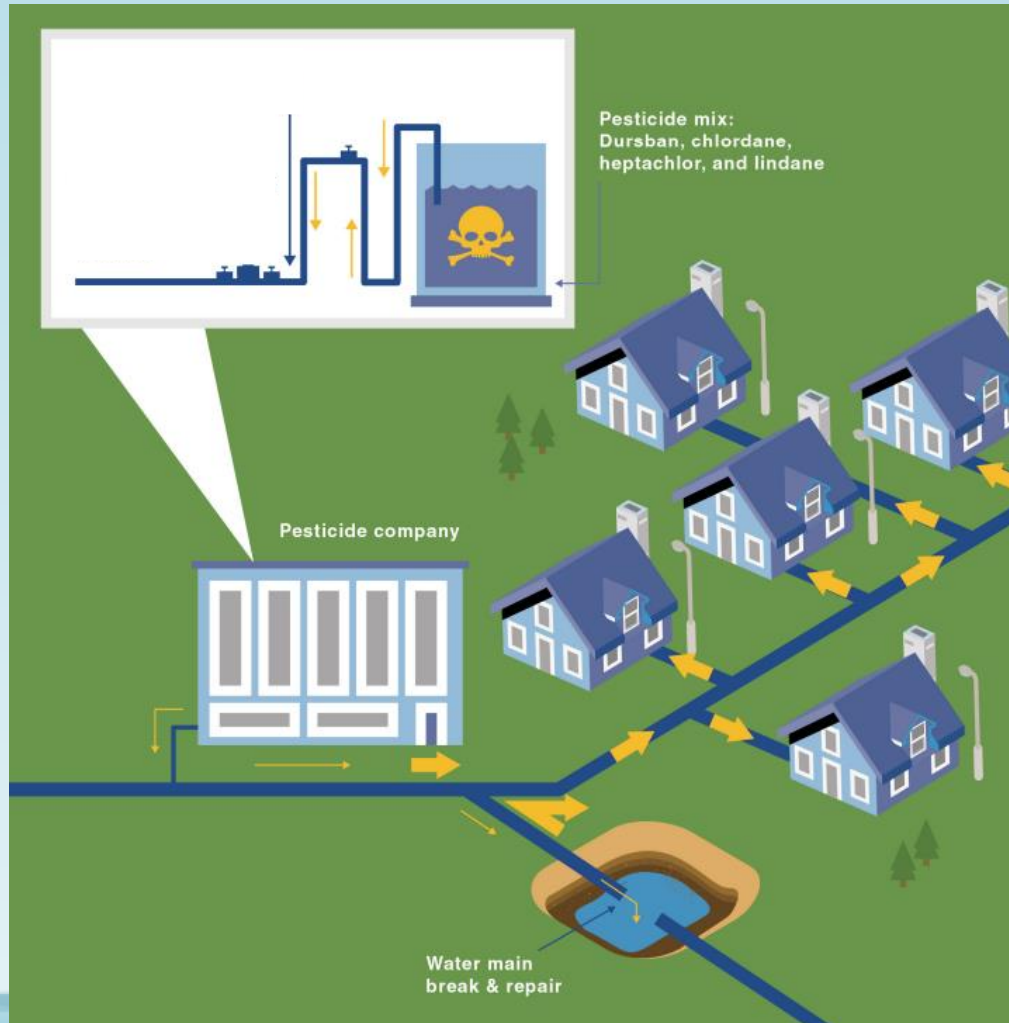 Pesticide mix:
Dursban, chlordane,
heptachlor, and lindane
Pesticide company
Water main
break & repair